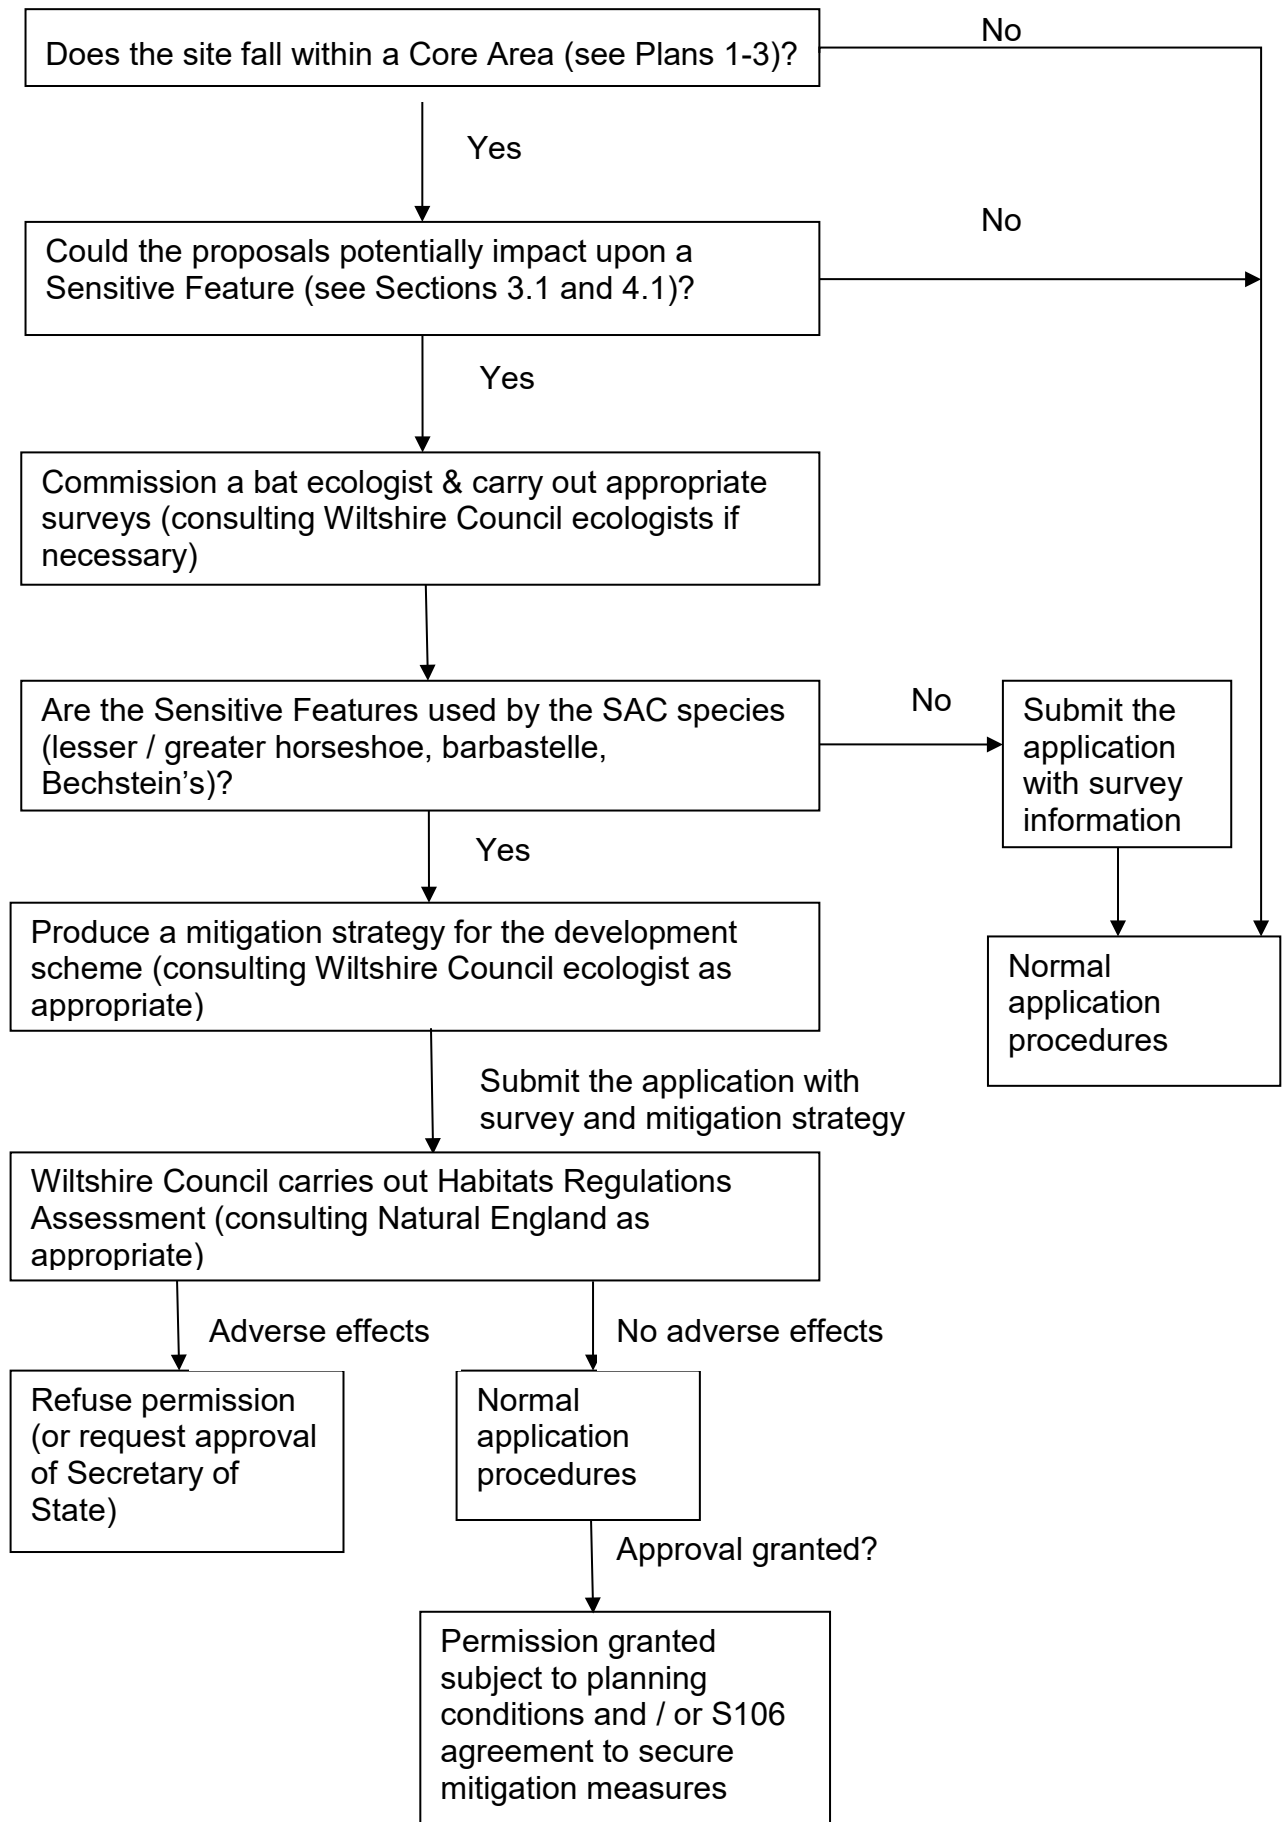 Does the site fall within a Core Area (see Plans 1-3)?
No
Yes
Could the proposals potentially impact upon a
Sensitive Feature (see Sections 3.1 and 4.1)?
No
Yes
Commission a bat ecologist & carry out appropriate
surveys (consulting Wiltshire Council ecologists if
necessary)
Are the Sensitive Features used by the SAC species
(lesser / greater horseshoe, barbastelle,
Bechstein’s)?
No
Submit the
application
with survey
information
Yes
Normal
application
procedures
Produce a mitigation strategy for the development
scheme (consulting Wiltshire Council ecologist as
appropriate)
Submit the application with
survey and mitigation strategy
Wiltshire Council carries out Habitats Regulations
Assessment (consulting Natural England as
appropriate)
Adverse effects
No adverse effects
Refuse permission
(or request approval
of Secretary of
State)
Normal
application
procedures
Approval granted?
Permission granted
subject to planning
conditions and / or S106
agreement to secure
mitigation measures